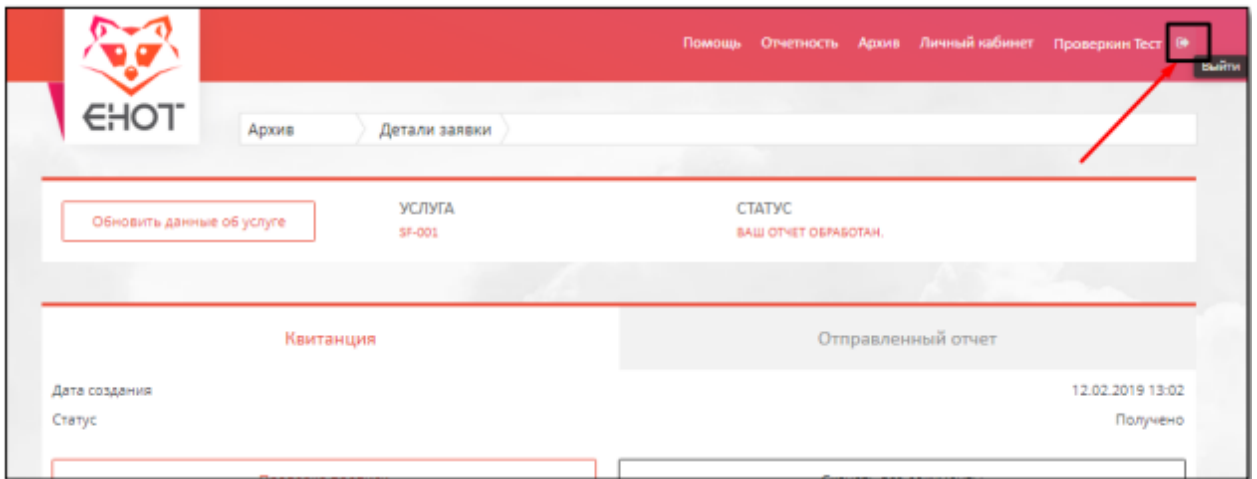 Помощь Отчетность Архив Личный кабинет Проверкин Тест
Выйти
ЕНОТ
Архив Детали заявки
Обновить данные об услуге
УСЛУГА
SF-001
СТАТУС
ВАШ ОТЧЕТ ОБРАБОТАН.
Квитанция Отправленный отчет
Дата создания 12.02.2019 13:02
Статус Получено